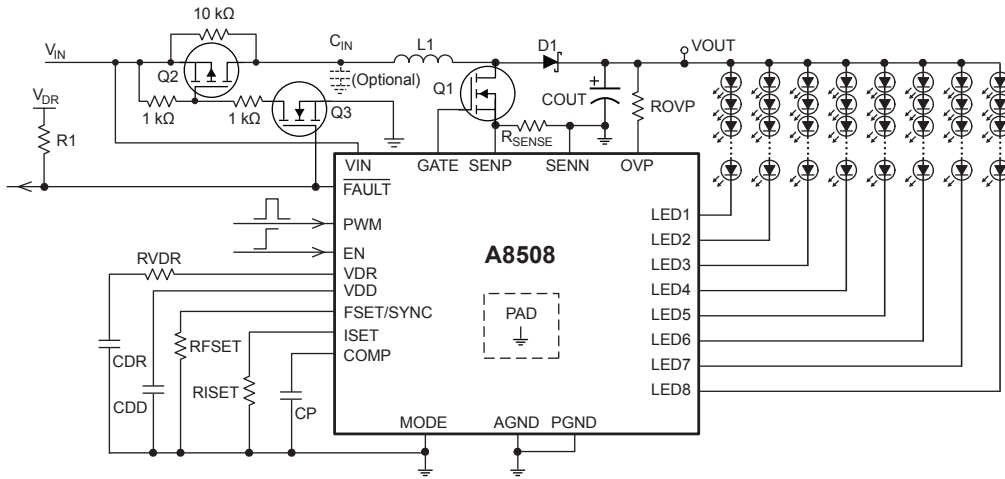 10 kΩ
VIN
Q2
CIN
(Optional)
L1
D1
VOUT
VDR
R1
1 kΩ
1 kΩ
Q3
Q1
COUT
+
ROVP
RSENSE
VIN
GATE
SENP
SENN
OVP
FAULT
PWM
EN
RVDR
VDR
VDD
FSET/SYNC
ISET
COMP
A8508
PAD
LED1
LED2
LED3
LED4
LED5
LED6
LED7
LED8
CDR
CDD
RFSET
RISET
CP
MODE
AGND
PGND